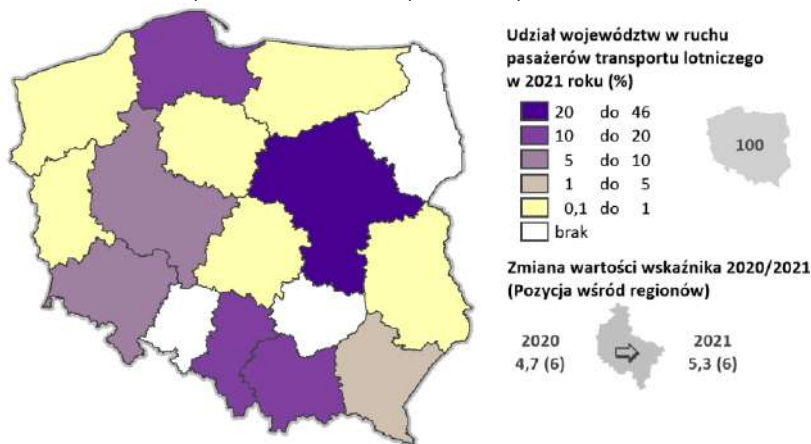 Udział województw w ruchu
pasażerów transportu lotniczego
w 2021 roku (%)
20 do 46
10 do 20
5 do 10
1 do 5
0,1 do 1
brak
100
Zmiana wartości wskaźnika 2020/2021
(Pozycja wśród regionów)
2020
4,7 (6)
2021
5,3 (6)